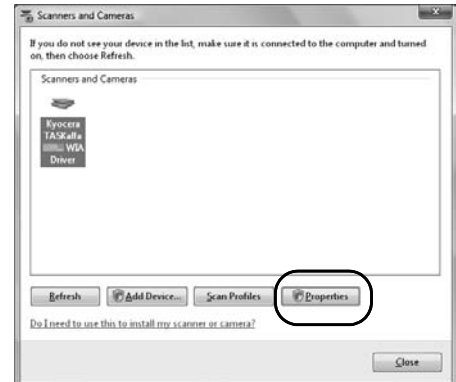 Scanners and Cameras
If you do not see your device in the list, make sure it is connected to the computer and turned
on, then choose Refresh.
Scanners and Cameras
Kyocera
TASKalfa
WIA
Driver
Refresh
Add Device...
Scan Profiles
Properties
Do I need to use this to install my scanner or camera?
Close